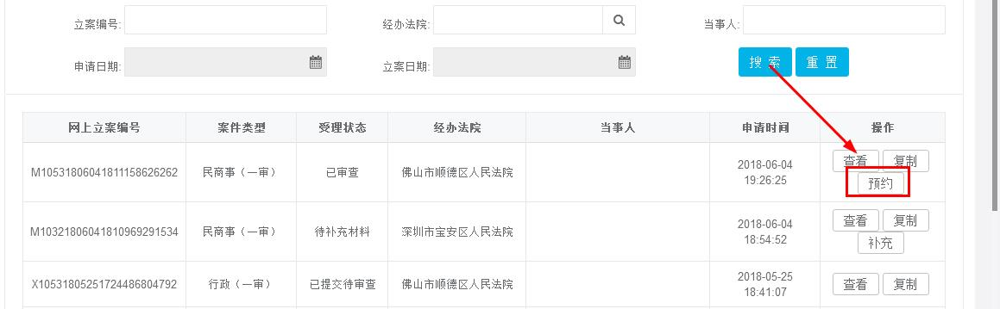 立案编号: 经办法院: 当事人:
申请日期: 立案日期: 搜 索 重 置
网上立案编号 案件类型 受理状态 经办法院 当事人 申请时间 操作
M10531806041811158626262 民商事（一审） 已审查 佛山市顺德区人民法院 2018-06-04 19:26:25 查看 复制
预约
M10321806041810969291534 民商事（一审） 待补充材料 深圳市宝安区人民法院 2018-06-04 18:54:52 查看 复制
补充
X10531805251724486804792 行政（一审） 已提交待审查 佛山市顺德区人民法院 2018-05-25 18:41:07 查看 复制